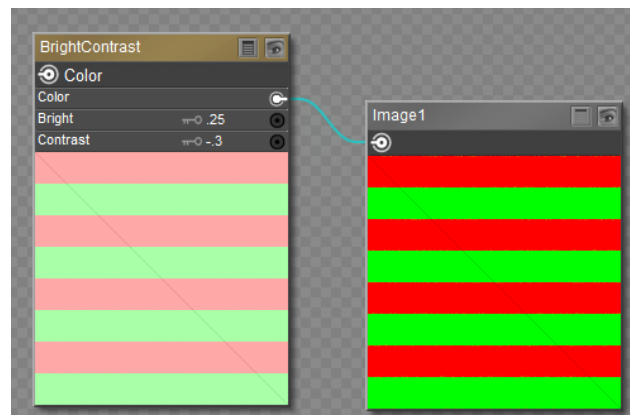 BrightContrast
Color
Color
Bright .25
Contrast -.3
Image1